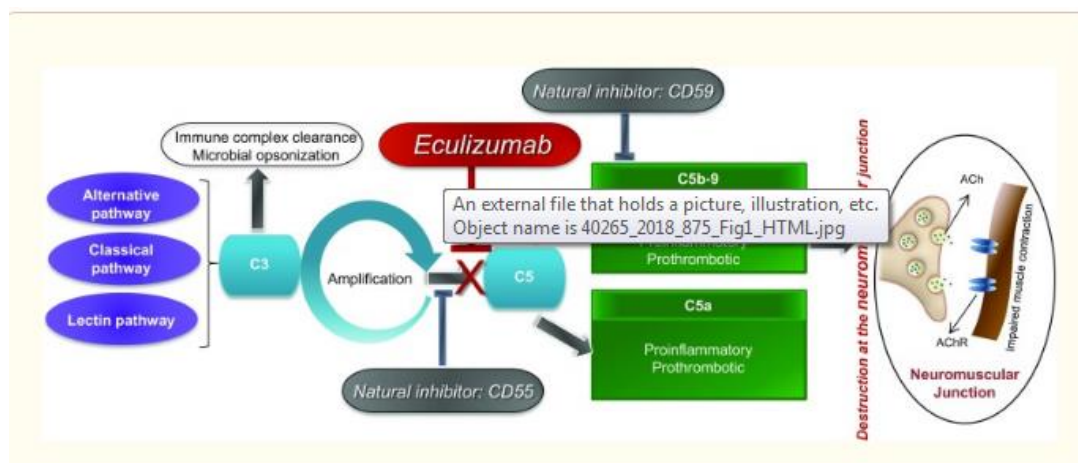 Natural inhibitor: CD59
Immune complex clearance
Microbial opsonization
Eculizumab
Alternative
pathway
Classical
pathway
Lectin pathway
C3
Amplification
C5
Natural inhibitor: CD55
C5b-9
An external file that holds a picture, illustration, etc.
Object name is 40265_2018_875_Fig1_HTML.jpg
Proinflammatory
Prothrombotic
C5a
Proinflammatory
Prothrombotic
Destruction at the neuromu r junction
ACh
AChR
Impaired muscle contraction
Neuromuscular
Junction